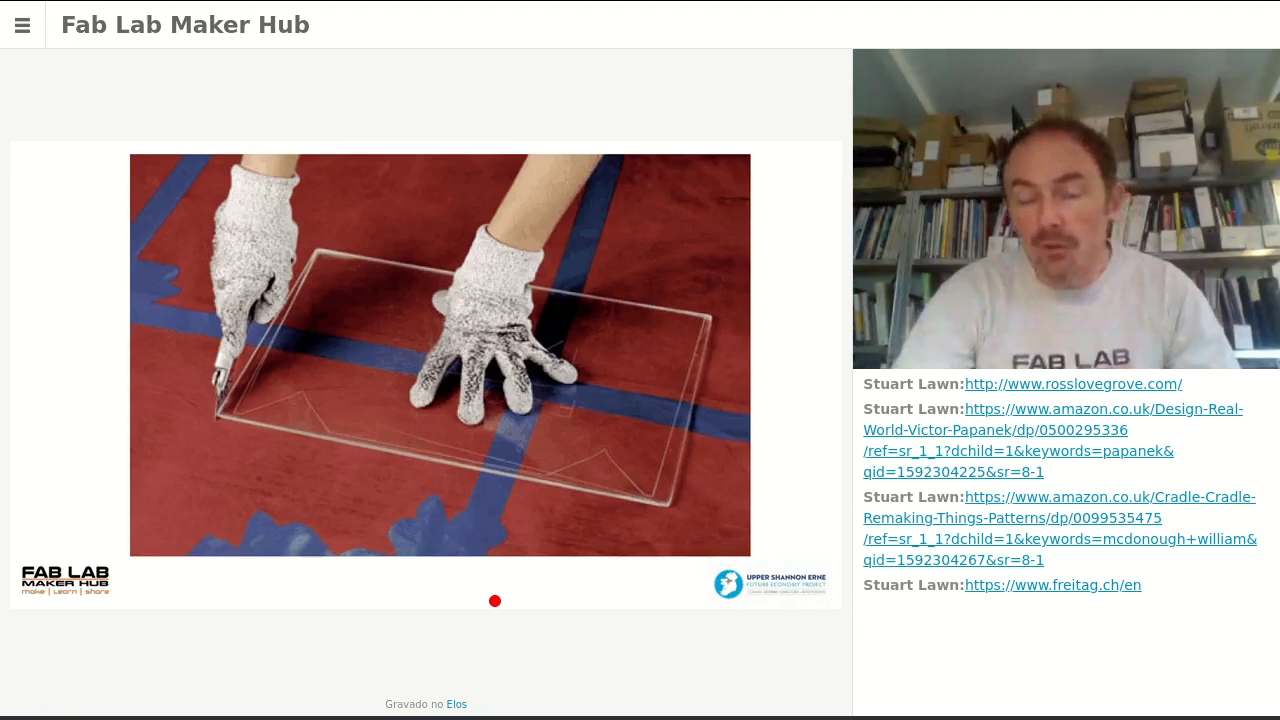 Fab Lab Maker Hub
FAB LAB
MAKER HUB
make | learn | share
UPPER SHANNON ERNE
FUTURE ECONOMY PROJECT
Gravado no Elos
FAB LAB
Stuart Lawn:http://www.rosslovegrove.com/
Stuart Lawn:https://www.amazon.co.uk/Design-Real-
World-Victor-Papanek/dp/0500295336
/ref=sr_1_1?dchild=1&keywords=papanek&
qid=1592304225&sr=8-1
Stuart Lawn:https://www.amazon.co.uk/Cradle-Cradle-
Remaking-Things-Patterns/dp/0099535475
/ref=sr_1_1?dchild=1&keywords=mcdonough+william&
qid=1592304267&sr=8-1
Stuart Lawn:https://www.freitag.ch/en